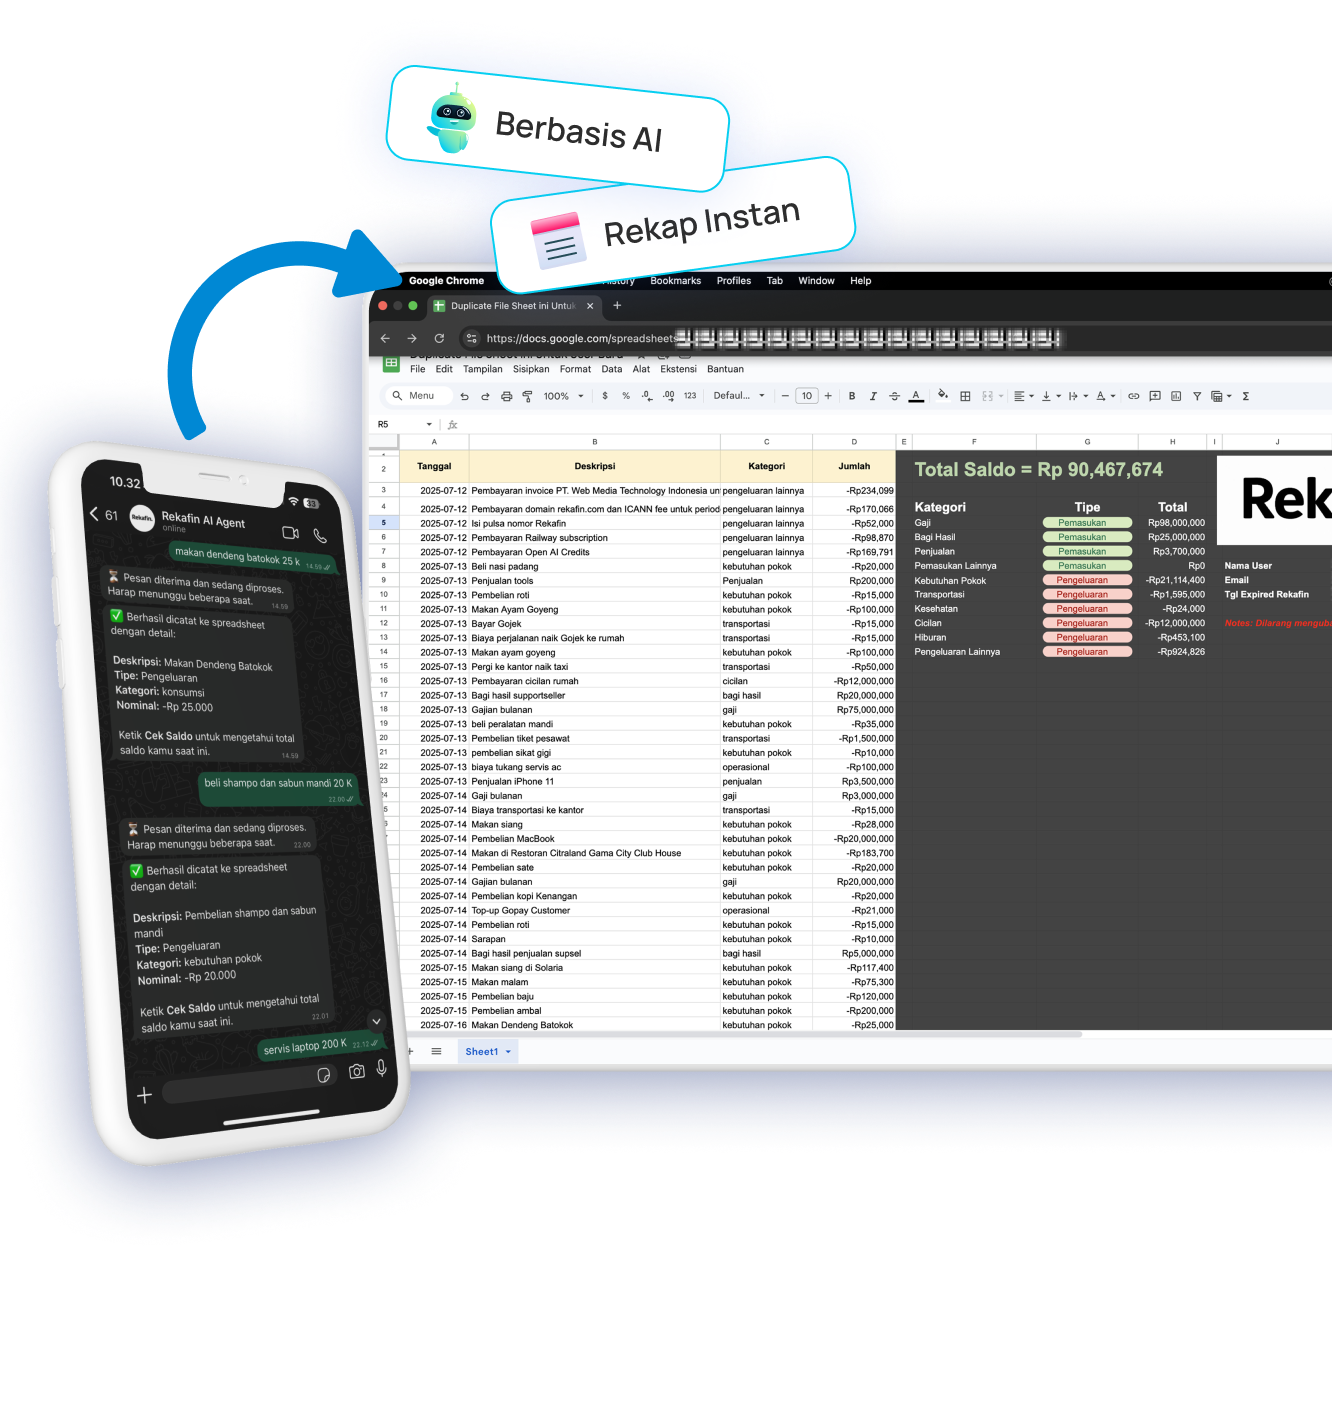 Berbasis AI
Rekap Instan
Google Chrome History Bookmarks Profiles Tab Window Help
Duplicate File Sheet ini Untuk
https://docs.google.com/spreadsheets
File Edit Tampilan Sisipkan Format Data Alat Ekstensi Bantuan
Menu 100% $ % .0 .00 123 Defaul... 10 B I A
R5 fx
A B C D E F G H I J
2 Tanggal Deskripsi Kategori Jumlah
3 2025-07-12 Pembayaran invoice PT. Web Media Technology Indonesia un pengeluaran lainnya -Rp234,099
4 2025-07-12 Pembayaran domain rekafin.com dan ICANN fee untuk period pengeluaran lainnya -Rp170,066
5 2025-07-12 Isi pulsa nomor Rekafin pengeluaran lainnya -Rp52,000
6 2025-07-12 Pembayaran Railway subscription pengeluaran lainnya -Rp98,870
7 2025-07-12 Pembayaran Open AI Credits pengeluaran lainnya -Rp169,791
8 2025-07-13 Beli nasi padang kebutuhan pokok -Rp20,000
9 2025-07-13 Penjualan tools Penjualan Rp200,000
10 2025-07-13 Pembelian roti kebutuhan pokok -Rp15,000
11 2025-07-13 Makan Ayam Goyeng kebutuhan pokok -Rp100,000
12 2025-07-13 Bayar Gojek transportasi -Rp15,000
13 2025-07-13 Biaya perjalanan naik Gojek ke rumah transportasi -Rp15,000
14 2025-07-13 Makan ayam goyeng kebutuhan pokok -Rp100,000
15 2025-07-13 Pergi ke kantor naik taxi transportasi -Rp50,000
16 2025-07-13 Pembayaran cicilan rumah cicilan -Rp12,000,000
17 2025-07-13 Bagi hasil supportseller bagi hasil Rp20,000,000
18 2025-07-13 Gajian bulanan gaji Rp75,000,000
19 2025-07-13 beli peralatan mandi kebutuhan pokok -Rp35,000
20 2025-07-13 Pembelian tiket pesawat transportasi -Rp1,500,000
21 2025-07-13 pembelian sikat gigi kebutuhan pokok -Rp10,000
22 2025-07-13 biaya tukang servis ac operasional -Rp100,000
23 2025-07-13 Penjualan iPhone 11 penjualan Rp3,500,000
24 2025-07-14 Gaji bulanan gaji Rp3,000,000
5 2025-07-14 Biaya transportasi ke kantor transportasi -Rp15,000
2025-07-14 Makan siang kebutuhan pokok -Rp28,000
2025-07-14 Pembelian MacBook kebutuhan pokok -Rp20,000,000
2025-07-14 Makan di Restoran Citraland Gama City Club House kebutuhan pokok -Rp183,700
2025-07-14 Pembelian sate kebutuhan pokok -Rp20,000
2025-07-14 Gajian bulanan gaji Rp20,000,000
2025-07-14 Pembelian kopi Kenangan kebutuhan pokok -Rp20,000
2025-07-14 Top-up Gopay Customer operasional -Rp21,000
2025-07-14 Pembelian roti kebutuhan pokok -Rp15,000
2025-07-14 Sarapan kebutuhan pokok -Rp10,000
2025-07-14 Bagi hasil penjualan supsel bagi hasil Rp5,000,000
2025-07-15 Makan siang di Solaria kebutuhan pokok -Rp117,400
2025-07-15 Makan malam kebutuhan pokok -Rp75,300
2025-07-15 Pembelian baju kebutuhan pokok -Rp120,000
2025-07-15 Pembelian ambal kebutuhan pokok -Rp200,000
2025-07-16 Makan Dendeng Batokok kebutuhan pokok -Rp25,000
Sheet1
Total Saldo = Rp 90,467,674
Kategori Tipe Total
Gaji Pemasukan Rp98,000,000
Bagi Hasil Pemasukan Rp25,000,000
Penjualan Pemasukan Rp3,700,000
Pemasukan Lainnya Pemasukan Rp0
Kebutuhan Pokok Pengeluaran -Rp21,114,400
Transportasi Pengeluaran -Rp1,595,000
Kesehatan Pengeluaran -Rp24,000
Cicilan Pengeluaran -Rp12,000,000
Hiburan Pengeluaran -Rp453,100
Pengeluaran Lainnya Pengeluaran -Rp924,826
Rek
Nama User
Email
Tgl Expired Rekafin
Notes: Dilarang menguba
10.32 33
61 Rekafin. Rekafin AI Agent
online
makan dendeng batokok 25 k 14.59
⏳ Pesan diterima dan sedang diproses.
Harap menunggu beberapa saat. 14.59
✅ Berhasil dicatat ke spreadsheet
dengan detail:
Deskripsi: Makan Dendeng Batokok
Tipe: Pengeluaran
Kategori: konsumsi
Nominal: -Rp 25.000
Ketik Cek Saldo untuk mengetahui total
saldo kamu saat ini. 14.59
beli shampo dan sabun mandi 20 K
22.00
⏳ Pesan diterima dan sedang diproses.
Harap menunggu beberapa saat. 22.00
✅ Berhasil dicatat ke spreadsheet
dengan detail:
Deskripsi: Pembelian shampo dan sabun
mandi
Tipe: Pengeluaran
Kategori: kebutuhan pokok
Nominal: -Rp 20.000
Ketik Cek Saldo untuk mengetahui total
saldo kamu saat ini. 22.01
servis laptop 200 K 22.12